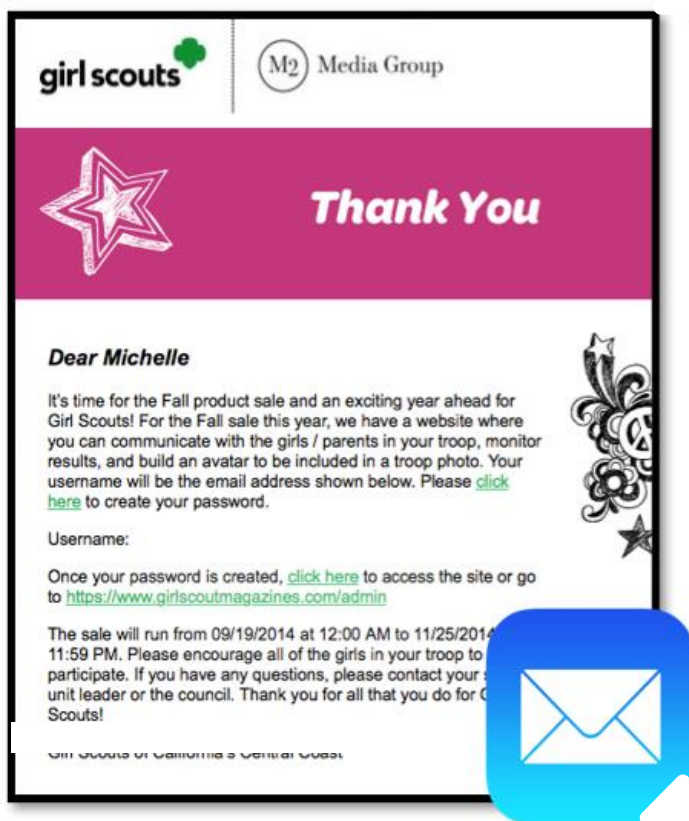 girl scouts
M2 Media Group
Thank You
Dear Michelle
It's time for the Fall product sale and an exciting year ahead for
Girl Scouts! For the Fall sale this year, we have a website where
you can communicate with the girls / parents in your troop, monitor
results, and build an avatar to be included in a troop photo. Your
username will be the email address shown below. Please click
here to create your password.
Username:
Once your password is created, click here to access the site or go
to https://www.girlscoutmagazines.com/admin
The sale will run from 09/19/2014 at 12:00 AM to 11/25/2014
11:59 PM. Please encourage all of the girls in your troop to
participate. If you have any questions, please contact your
unit leader or the council. Thank you for all that you do for
Scouts!
Girl Scouts of California's Central Coast